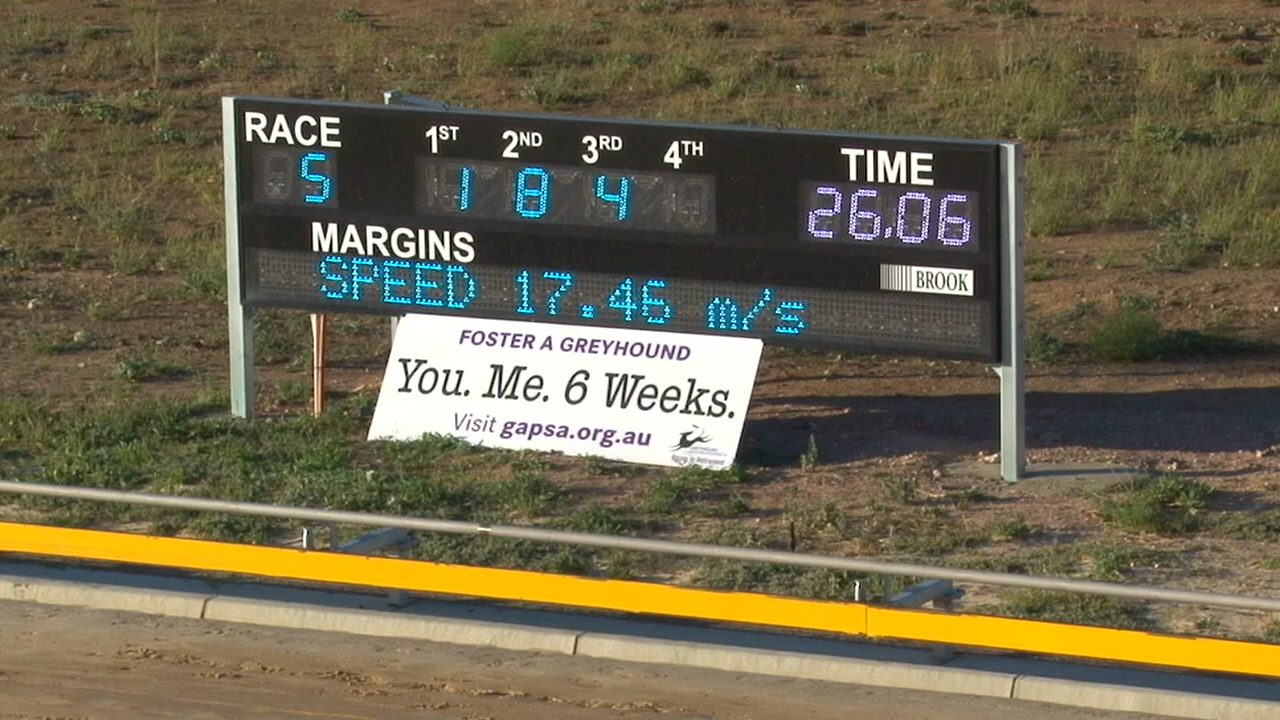 RACE 1ST 2ND 3RD 4TH TIME
5 1 8 4 26.06
MARGINS
BROOK
SPEED 17.46 m/s
FOSTER A GREYHOUND
You. Me. 6 Weeks.
Visit gapsa.org.au